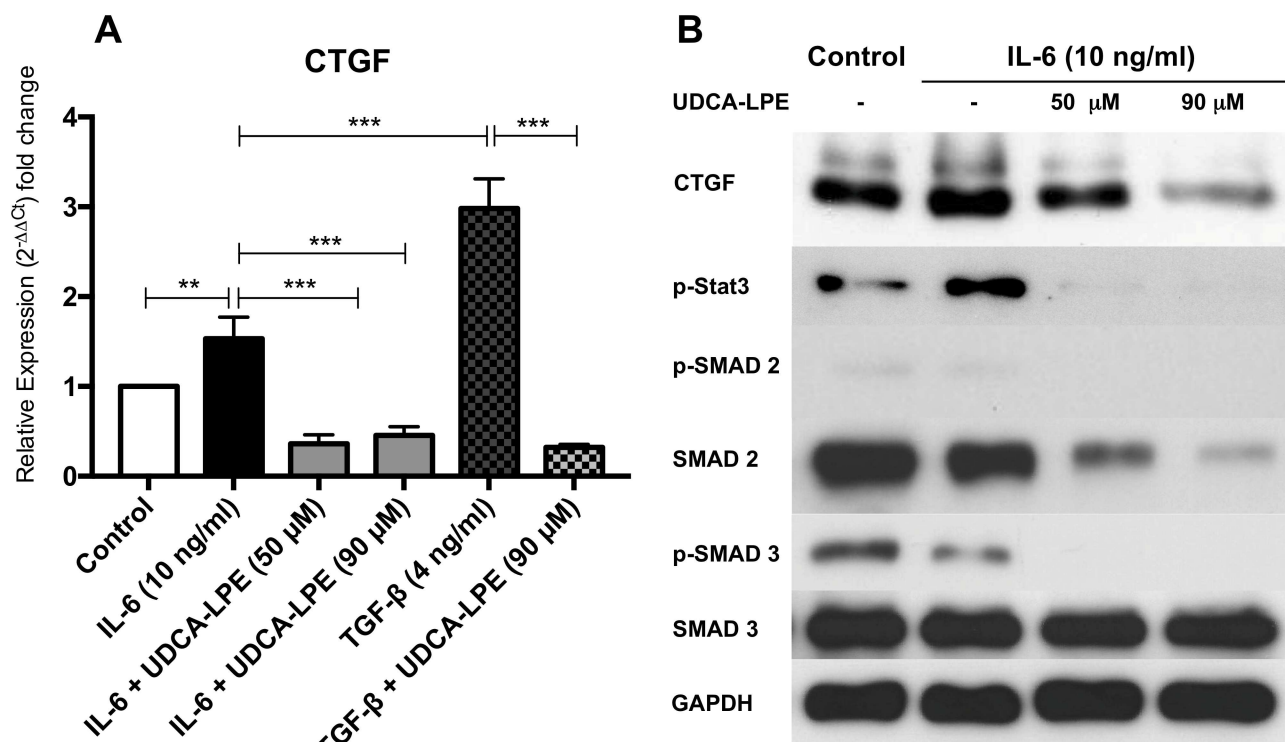 A
CTGF
Relative Expression (2-ΔΔCt) fold change
4
3
2
1
0
***
***
***
**
***
Control
IL-6 (10 ng/ml)
IL-6 + UDCA-LPE (50 µM)
IL-6 + UDCA-LPE (90 µM)
TGF-β (4 ng/ml)
TGF-β + UDCA-LPE (90 µM)
B
Control IL-6 (10 ng/ml)
UDCA-LPE - - 50 µM 90 µM
CTGF
p-Stat3
p-SMAD 2
SMAD 2
p-SMAD 3
SMAD 3
GAPDH